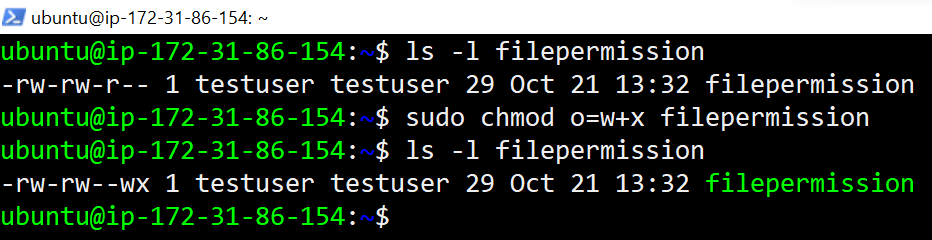 ubuntu@ip-172-31-86-154: ~
ubuntu@ip-172-31-86-154:~$ ls -l filepermission
-rw-rw-r-- 1 testuser testuser 29 Oct 21 13:32 filepermission
ubuntu@ip-172-31-86-154:~$ sudo chmod o=w+x filepermission
ubuntu@ip-172-31-86-154:~$ ls -l filepermission
-rw-rw--wx 1 testuser testuser 29 Oct 21 13:32 filepermission
ubuntu@ip-172-31-86-154:~$